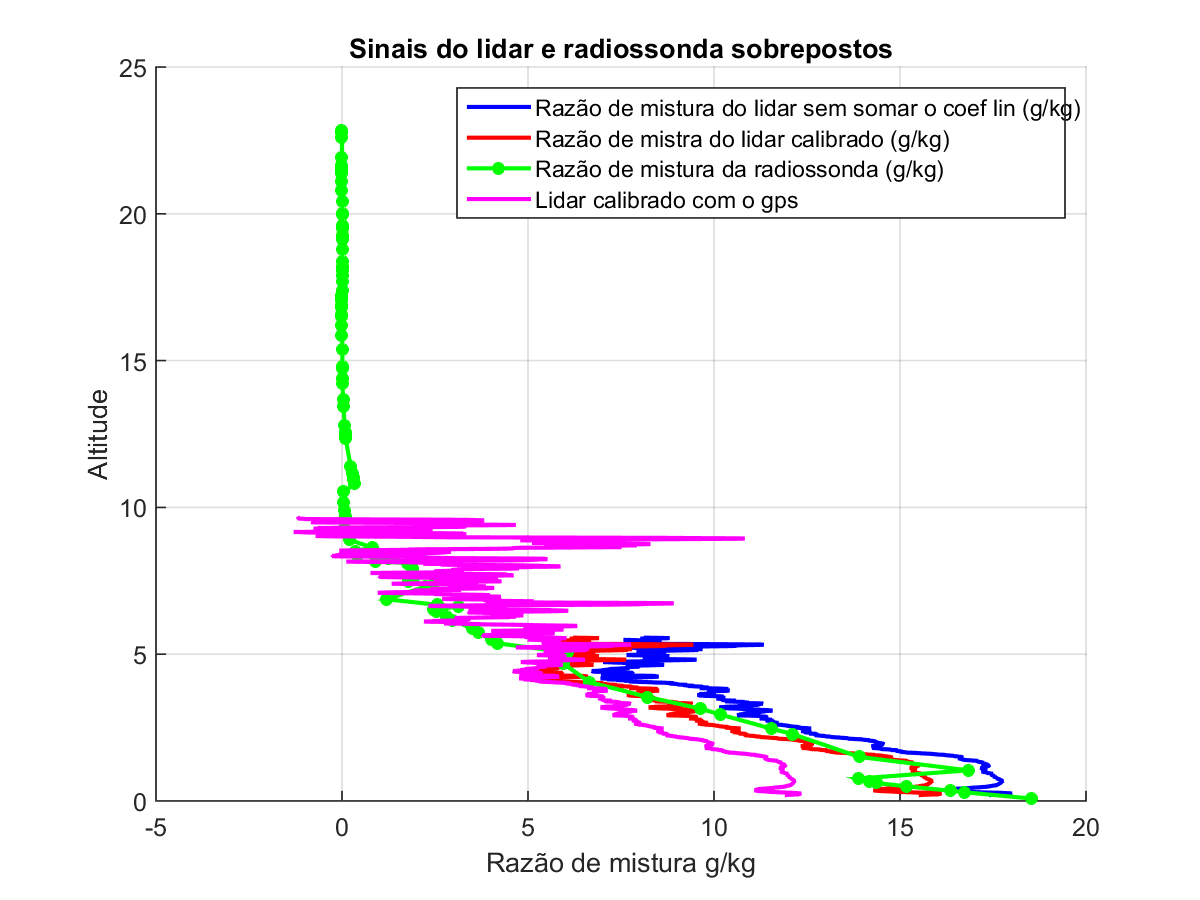 Sinais do lidar e radiossonda sobrepostos
25
20
15
10
5
0
-5
0
5
10
15
20
Altitude
Razão de mistura g/kg
Razão de mistura do lidar sem somar o coef lin (g/kg)
Razão de mistra do lidar calibrado (g/kg)
Razão de mistura da radiossonda (g/kg)
Lidar calibrado com o gps